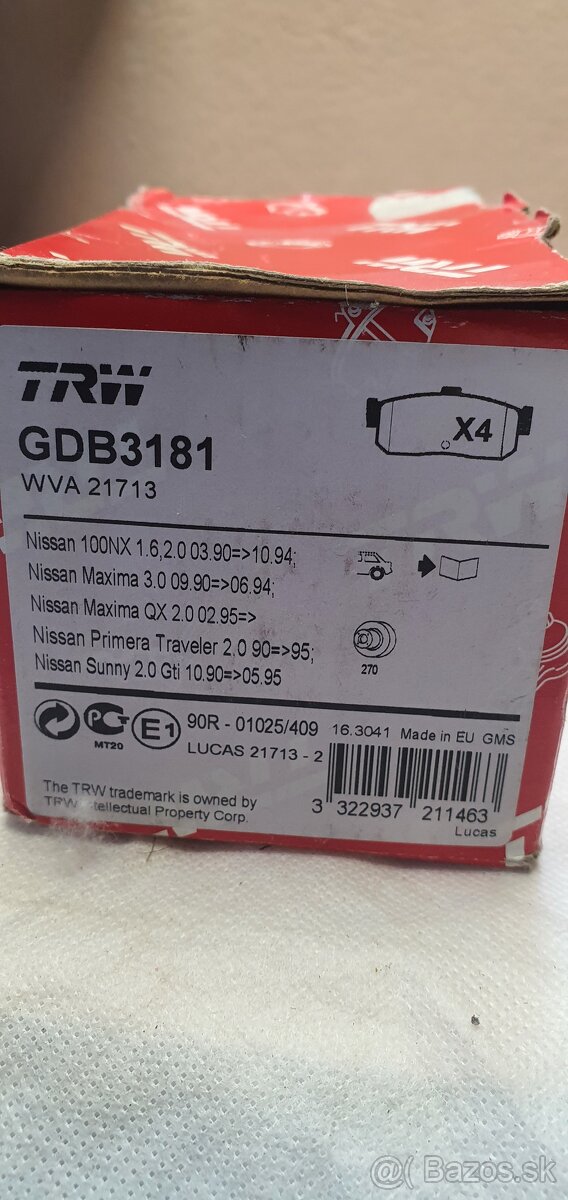 TRW
TRW
GDB3181
X4
WVA 21713
Nissan 100NX 1.6,2.0 03.90=>10.94;
Nissan Maxima 3.0 09.90=>06.94;
Nissan Maxima QX 2.0 02.95=>
Nissan Primera Traveler 2.0 90=>95;
Nissan Sunny 2.0 Gti 10.90=>05.95
270
MT20
E1
90R - 01025/409
16.3041 Made in EU GMS
LUCAS 21713 - 2
The TRW trademark is owned by
TRW Intellectual Property Corp.
3 322937 211463
Lucas
@ Bazos.sk